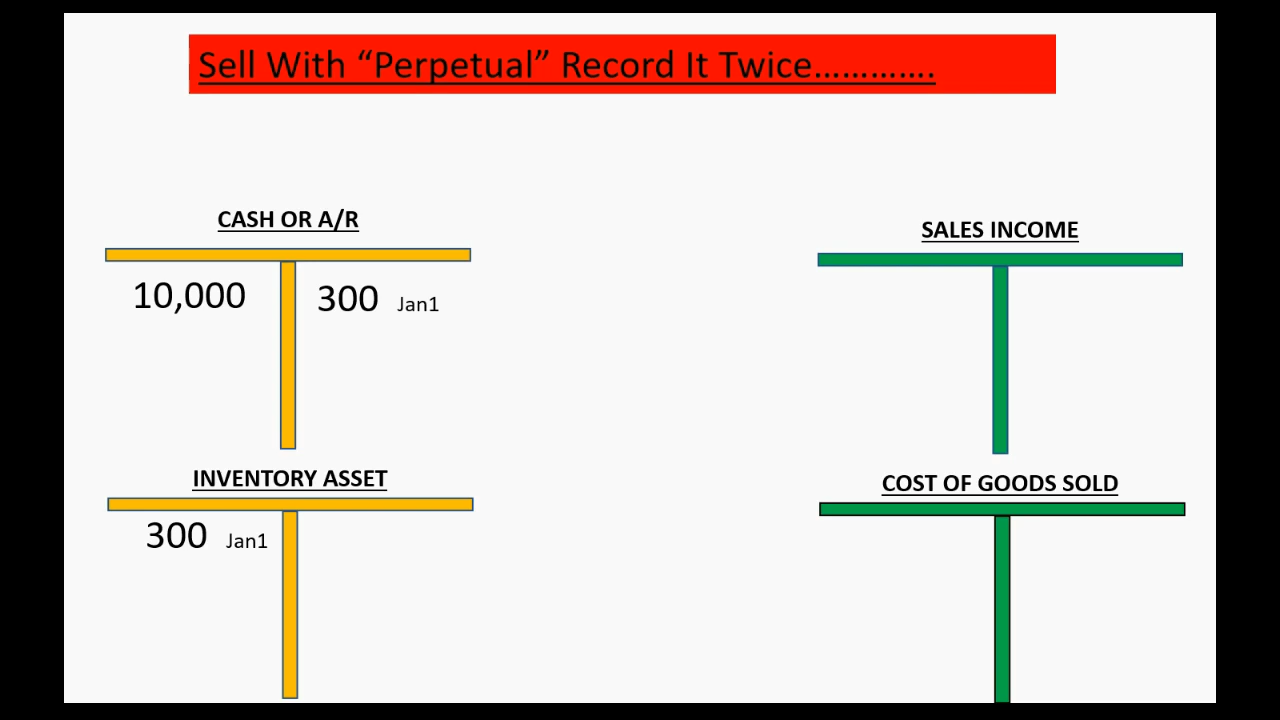 Sell With “Perpetual” Record It Twice………….
CASH OR A/R
10,000 300 Jan1
SALES INCOME
INVENTORY ASSET
300 Jan1
COST OF GOODS SOLD